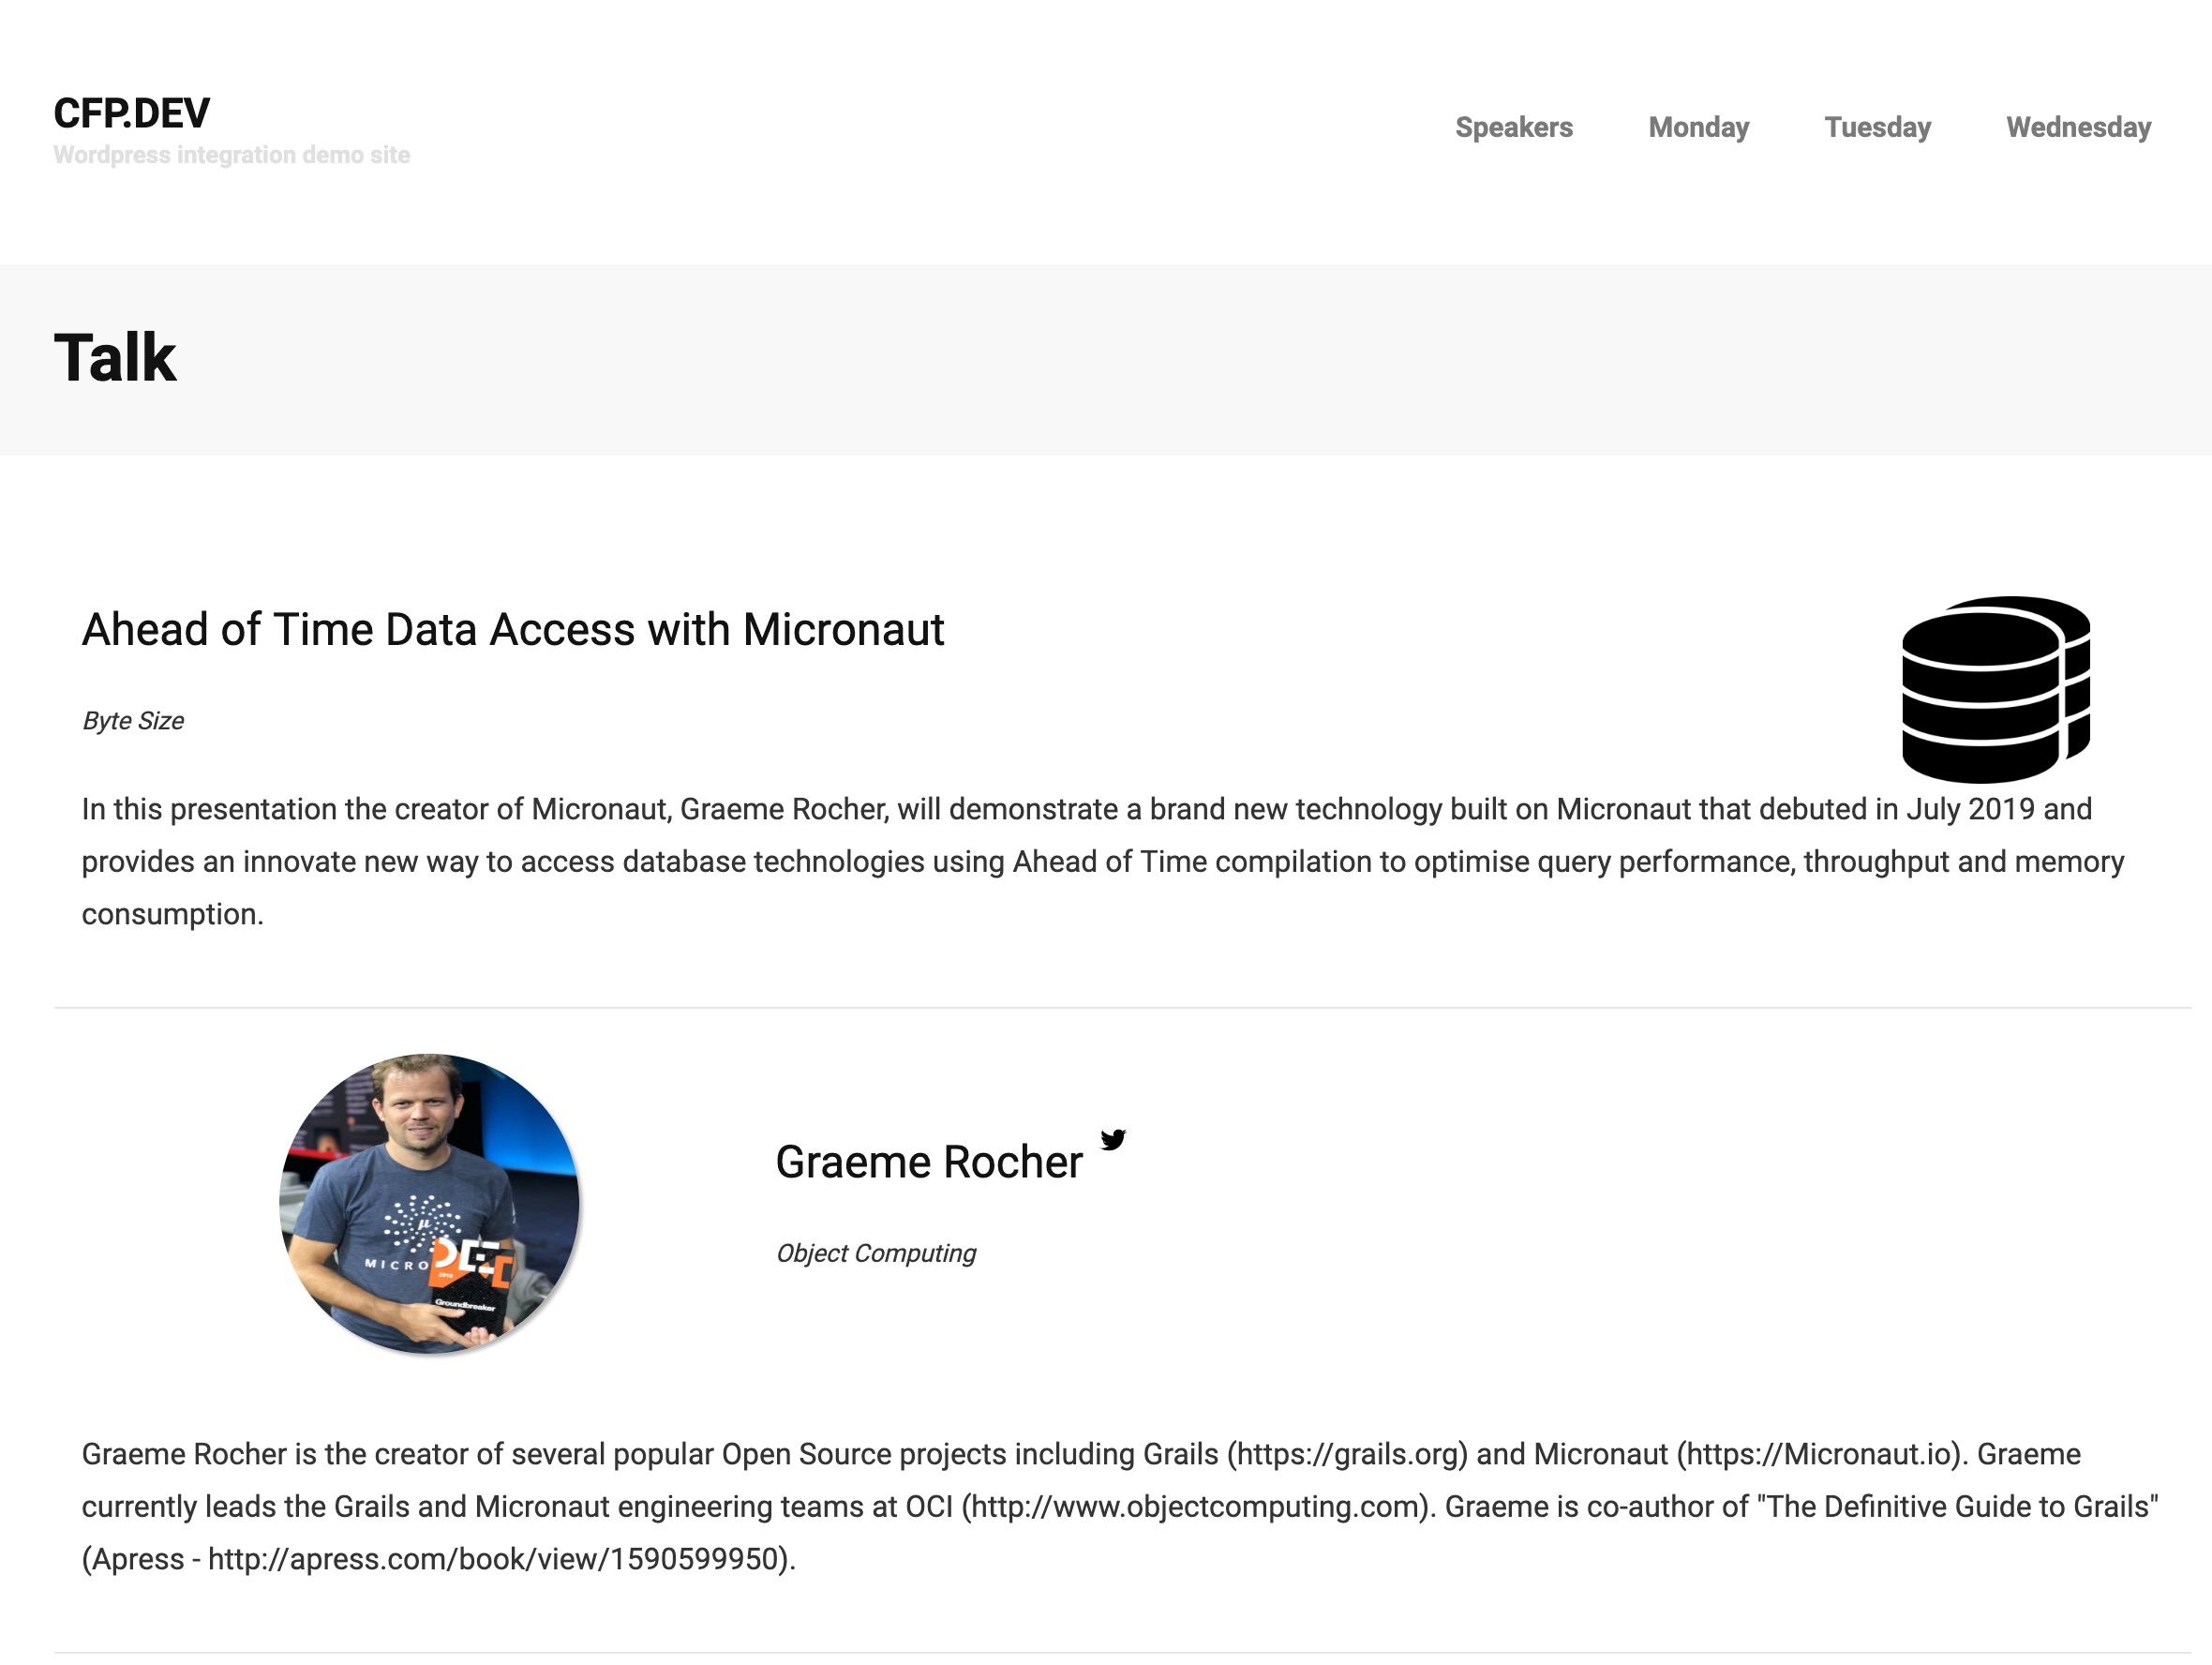 CFP.DEV
Wordpress integration demo site
Speakers
Monday
Tuesday
Wednesday
Talk
Ahead of Time Data Access with Micronaut
Byte Size
In this presentation the creator of Micronaut, Graeme Rocher, will demonstrate a brand new technology built on Micronaut that debuted in July 2019 and
provides an innovate new way to access database technologies using Ahead of Time compilation to optimise query performance, throughput and memory
consumption.
µ
MICRO
2018
Groundbreaker
Graeme Rocher
Object Computing
Graeme Rocher is the creator of several popular Open Source projects including Grails (https://grails.org) and Micronaut (https://Micronaut.io). Graeme
currently leads the Grails and Micronaut engineering teams at OCI (http://www.objectcomputing.com). Graeme is co-author of "The Definitive Guide to Grails"
(Apress - http://apress.com/book/view/1590599950).